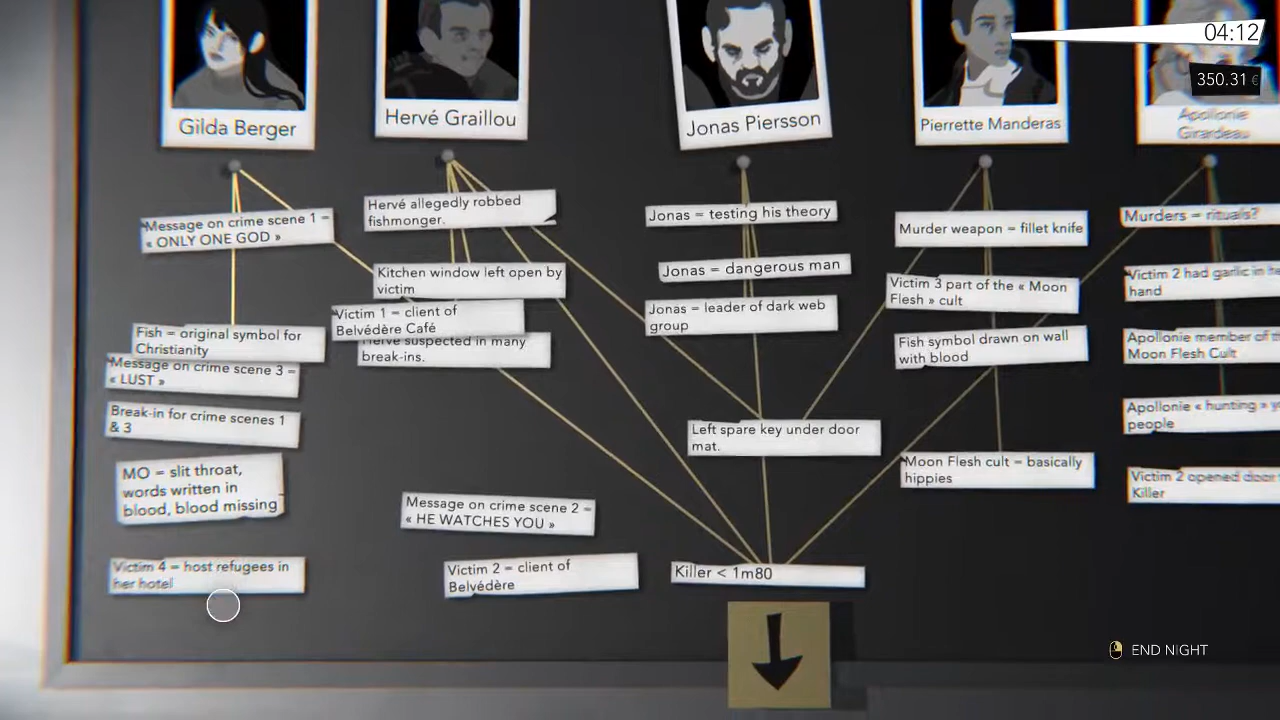 04:12
350.31 €
Gilda Berger
Hervé Graillou
Jonas Piersson
Pierrette Manderas
Apollonie
Girardeau
Message on crime scene 1 =
« ONLY ONE GOD »
Fish = original symbol for
Christianity
Message on crime scene 3 =
« LUST »
Break-in for crime scenes 1
& 3
MO = slit throat,
words written in
blood, blood missing
Victim 4 = host refugees in
her hotel
Hervé allegedly robbed
fishmonger.
Kitchen window left open by
victim
Victim 1 = client of
Belvédère Café
Hervé suspected in many
break-ins.
Message on crime scene 2 =
« HE WATCHES YOU »
Victim 2 = client of
Belvédère
Jonas = testing his theory
Jonas = dangerous man
Jonas = leader of dark web
group
Left spare key under door
mat.
Killer < 1m80
Murder weapon = fillet knife
Victim 3 part of the « Moon
Flesh » cult
Fish symbol drawn on wall
with blood
Moon Flesh cult = basically
hippies
Murders = rituals?
Victim 2 had garlic in
hand
Apollonie member of
Moon Flesh Cult
Apollonie « hunting »
people
Victim 2 opened door
Killer
END NIGHT